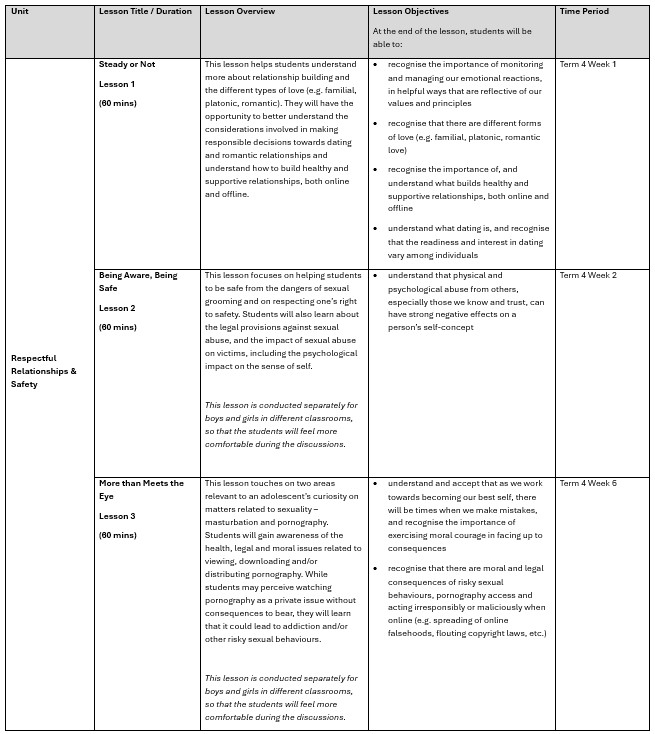 Unit
Lesson Title / Duration
Lesson Overview
Lesson Objectives
At the end of the lesson, students will be
able to:
Time Period
Respectful
Relationships &
Safety
Steady or Not
Lesson 1
(60 mins)
This lesson helps students understand
more about relationship building and
the different types of love (e.g. familial,
platonic, romantic). They will have the
opportunity to better understand the
considerations involved in making
responsible decisions towards dating
and romantic relationships and
understand how to build healthy and
supportive relationships, both online
and offline.
• recognise the importance of monitoring
and managing our emotional reactions,
in helpful ways that are reflective of our
values and principles
• recognise that there are different forms
of love (e.g. familial, platonic, romantic
love)
• recognise the importance of, and
understand what builds healthy and
supportive relationships, both online and
offline
• understand what dating is, and recognise
that the readiness and interest in dating
vary among individuals
Term 4 Week 1
Being Aware, Being
Safe
Lesson 2
(60 mins)
This lesson focuses on helping students
to be safe from the dangers of sexual
grooming and on respecting one's right
to safety. Students will also learn about
the legal provisions against sexual
abuse, and the impact of sexual abuse
on victims, including the psychological
impact on the sense of self.
This lesson is conducted separately for
boys and girls in different classrooms,
so that the students will feel more
comfortable during the discussions.
• understand that physical and
psychological abuse from others,
especially those we know and trust, can
have strong negative effects on a
person's self-concept
Term 4 Week 2
More than Meets the
Eye
Lesson 3
(60 mins)
This lesson touches on two areas
relevant to an adolescent's curiosity on
matters related to sexuality –
masturbation and pornography.
Students will gain awareness of the
health, legal and moral issues related to
viewing, downloading and/or
distributing pornography. While
students may perceive watching
pornography as a private issue without
consequences to bear, they will learn
that it could lead to addiction and/or
other risky sexual behaviours.
This lesson is conducted separately for
boys and girls in different classrooms,
so that the students will feel more
comfortable during the discussions.
• understand and accept that as we work
towards becoming our best self, there
will be times when we make mistakes,
and recognise the importance of
exercising moral courage in facing up to
consequences
• recognise that there are moral and legal
consequences of risky sexual
behaviours, pornography access and
acting irresponsibly or maliciously when
online (e.g. spreading of online
falsehoods, flouting copyright laws, etc.)
Term 4 Week 6